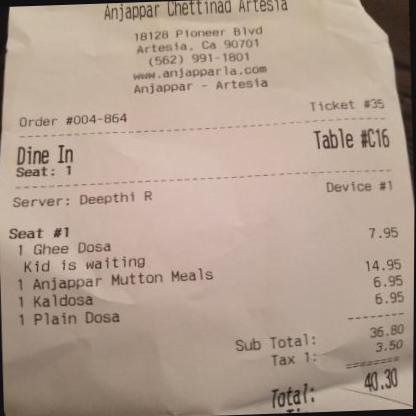 Anjappar Chettinad Artesia
18128 Pioneer Blvd
Artesia, Ca 90701
(562) 991-1801
www.anjapparla.com
Anjappar - Artesia
Order #004-864 Ticket #35
Dine In Table #C16
Seat: 1
Server: Deepthi R Device #1
Seat #1
1 Ghee Dosa 7.95
Kid is waiting
1 Anjappar Mutton Meals 14.95
1 Kaldosa 6.95
1 Plain Dosa 6.95
Sub Total: 36.80
Tax 1: 3.50
Total: 40.30